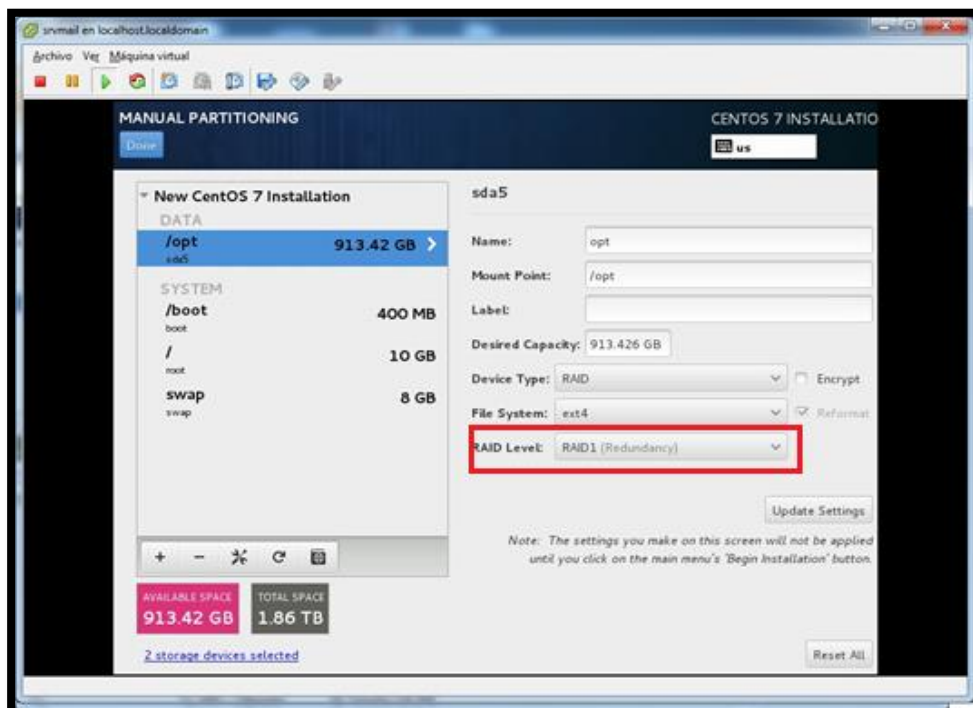 srvmail en localhost.localdomain
Archivo Ver Máquina virtual
MANUAL PARTITIONING
CENTOS 7 INSTALLATIO
Done
us
New CentOS 7 Installation
DATA
/opt 913.42 GB
sda5
SYSTEM
/boot 400 MB
boot
/ 10 GB
root
swap 8 GB
swap
sda5
Name: opt
Mount Point: /opt
Label:
Desired Capacity: 913.426 GB
Device Type: RAID Encrypt
File System: ext4 Reformat
RAID Level: RAID1 (Redundancy)
Update Settings
Note: The settings you make on this screen will not be applied
until you click on the main menu's 'Begin Installation' button.
+ -
AVAILABLE SPACE
913.42 GB
TOTAL SPACE
1.86 TB
2 storage devices selected
Reset All